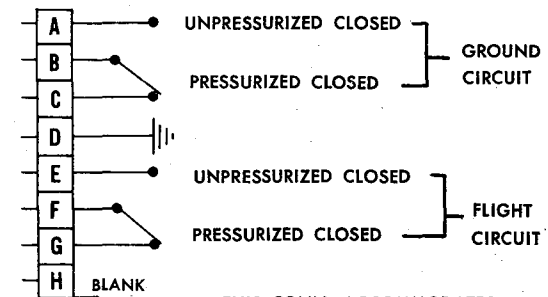 A UNPRESSURIZED CLOSED
B
GROUND
CIRCUIT
PRESSURIZED CLOSED
C
D
E UNPRESSURIZED CLOSED
F
FLIGHT
CIRCUIT
PRESSURIZED CLOSED
G
H BLANK